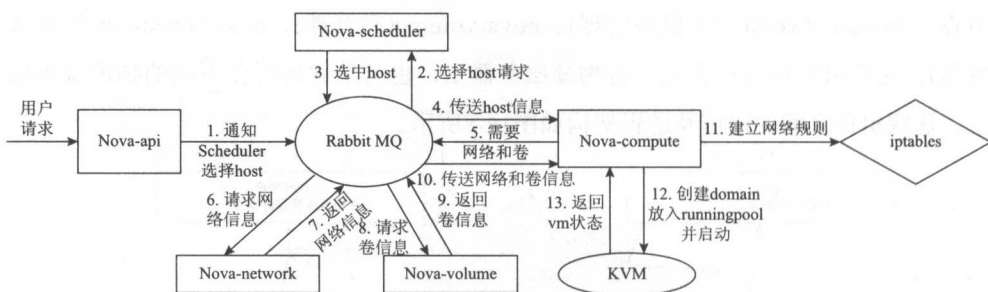 Nova-scheduler
3. 选中host
2. 选择host请求
用户
请求
Nova-api
1. 通知
Scheduler
选择host
Rabbit MQ
4. 传送host信息
5. 需要
网络和卷
10. 传送网络和卷信息
Nova-compute
11. 建立网络规则
iptables
6. 请求网
络信息
7. 返回
网络信息
8. 请求
卷信息
9. 返回
卷信息
13. 返回
vm状态
12. 创建domain
放入runningpool
并启动
Nova-network
Nova-volume
KVM